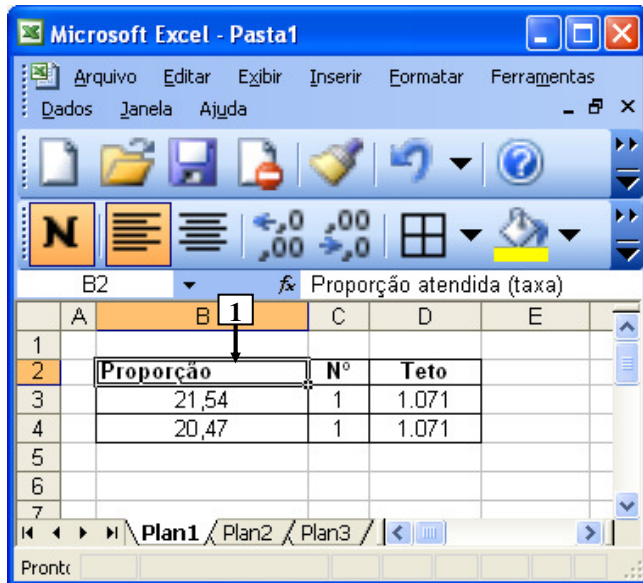 Microsoft Excel - Pasta1
Arquivo Editar Exibir Inserir Formatar Ferramentas
Dados Janela Ajuda
N ,0 ,00 ,00 ,0
B2 fx Proporção atendida (taxa)
A B 1 C D E
1
2 Proporção Nº Teto
3 21,54 1 1.071
4 20,47 1 1.071
5
6
7
Plan1 Plan2 Plan3